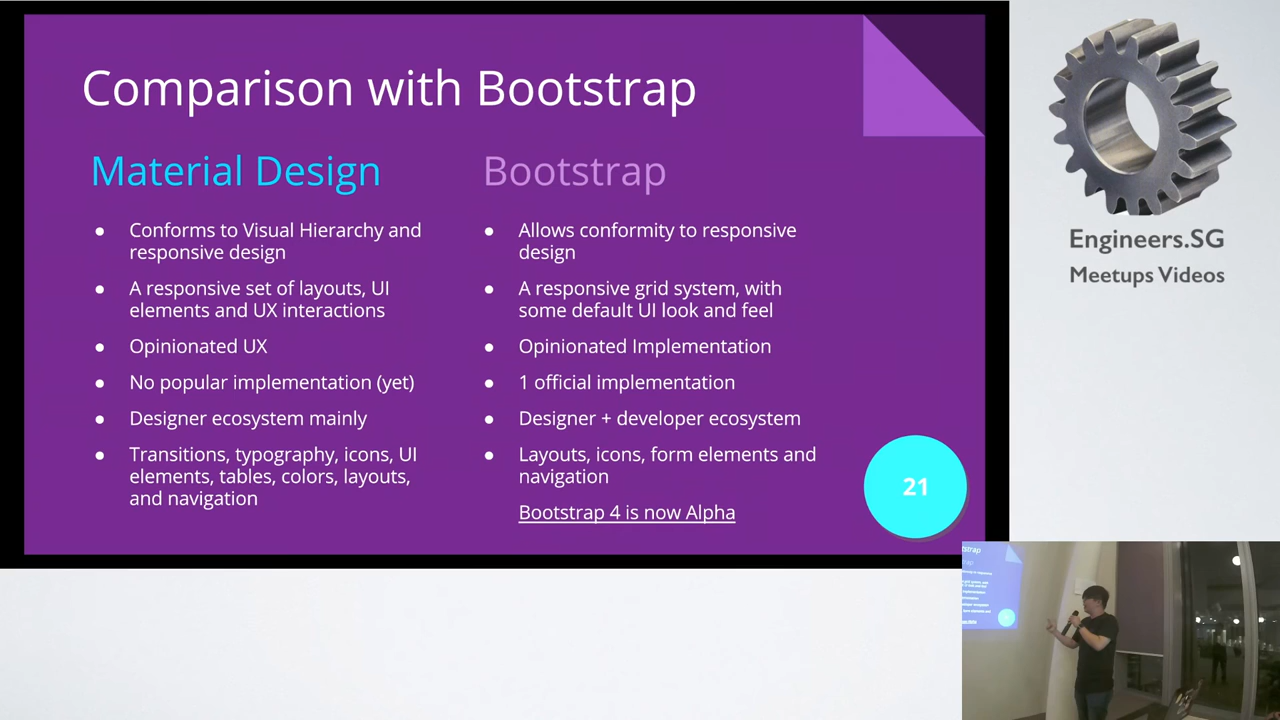 Comparison with Bootstrap
Material Design
● Conforms to Visual Hierarchy and
responsive design
● A responsive set of layouts, UI
elements and UX interactions
● Opinionated UX
● No popular implementation (yet)
● Designer ecosystem mainly
● Transitions, typography, icons, UI
elements, tables, colors, layouts,
and navigation
Bootstrap
● Allows conformity to responsive
design
● A responsive grid system, with
some default UI look and feel
● Opinionated Implementation
● 1 official implementation
● Designer + developer ecosystem
● Layouts, icons, form elements and
navigation
Bootstrap 4 is now Alpha
21
Engineers.SG
Meetups Videos